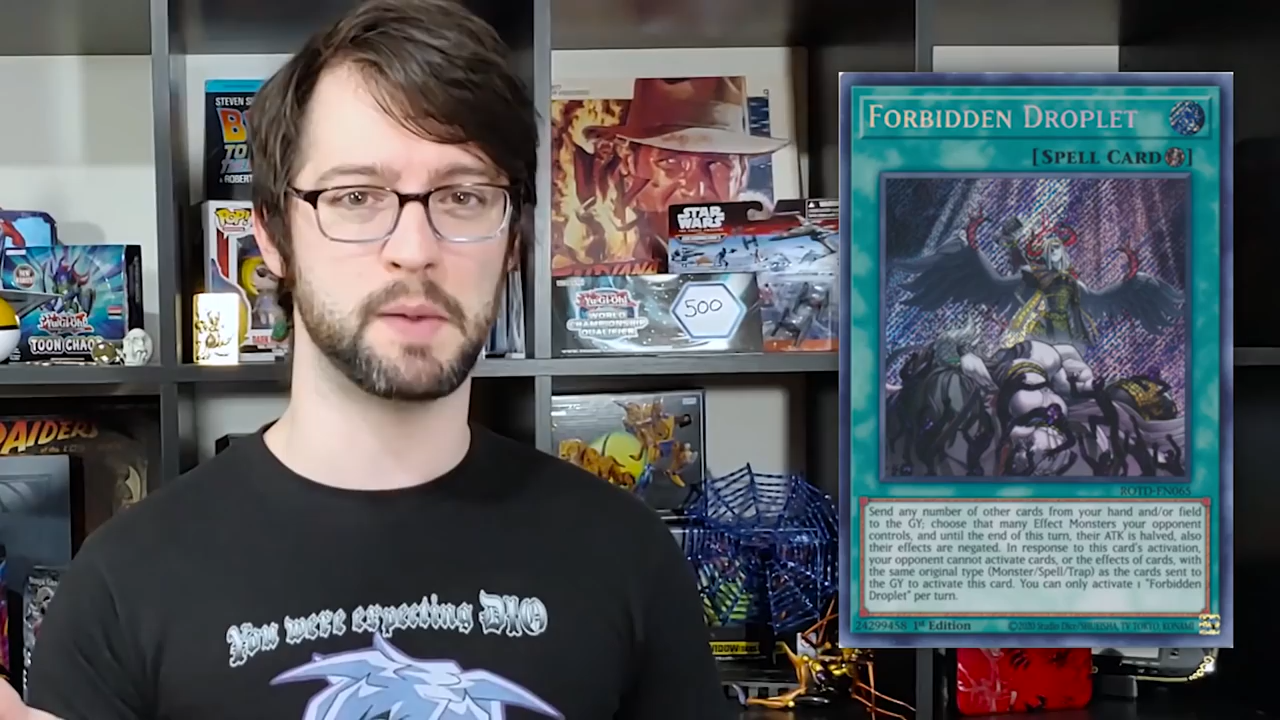 STEVEN
TO
& ROBERT
POP!
STAR
WARS
Yu-Gi-Oh!
WORLD
CHAMPIONSHIP
QUALIFIER
500
Yu-Gi-Oh!
TOON CHAO
RAIDERS
You were expecting DIO
FORBIDDEN DROPLET
[SPELL CARD]
ROTD-EN065
Send any number of other cards from your hand and/or field
to the GY; choose that many Effect Monsters your opponent
controls, and until the end of this turn, their ATK is halved, also
their effects are negated. In response to this card's activation,
your opponent cannot activate cards, or the effects of cards, with
the same original type (Monster/Spell/Trap) as the cards sent to
the GY to activate this card. You can only activate 1 "Forbidden
Droplet" per turn.
24299458 1st Edition
©2020 Studio Dice/SHUEISHA, TV TOKYO, KONAMI